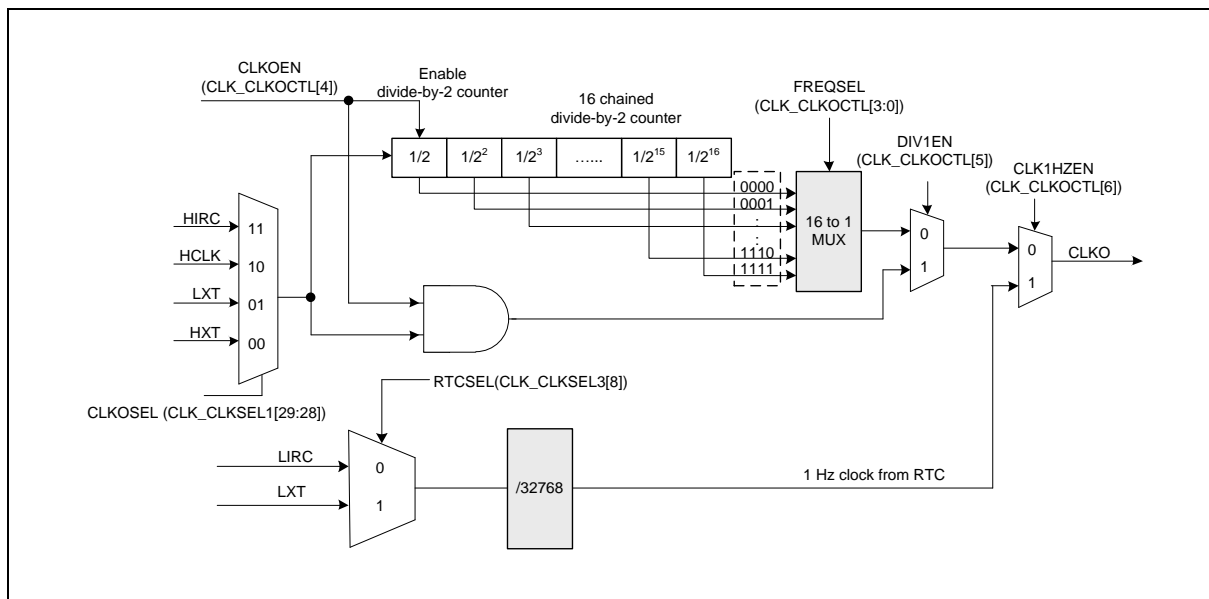 CLKOEN
(CLK_CLKOCTL[4])
Enable
divide-by-2 counter
16 chained
divide-by-2 counter
FREQSEL
(CLK_CLKOCTL[3:0])
DIV1EN
(CLK_CLKOCTL[5])
CLK1HZEN
(CLK_CLKOCTL[6])
1/2 1/2² 1/2³ …... 1/2¹⁵ 1/2¹⁶
0000
0001
:
:
1110
1111
16 to 1
MUX
0
1
0
1
CLKO
HIRC 11
HCLK 10
LXT 01
HXT 00
CLKOSEL (CLK_CLKSEL1[29:28])
RTCSEL(CLK_CLKSEL3[8])
LIRC 0
LXT 1
/32768
1 Hz clock from RTC